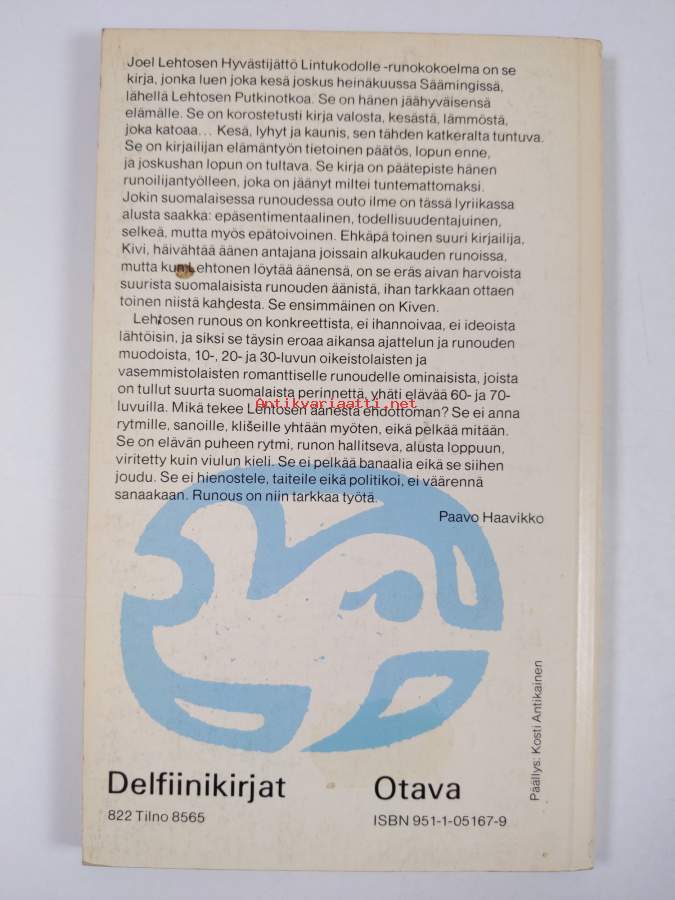 Joel Lehtosen Hyvästijättö Lintukodolle -runokokoelma on se
kirja, jonka luen joka kesä joskus heinäkuussa Säämingissä,
lähellä Lehtosen Putkinotkoa. Se on hänen jäähyväisensä
elämälle. Se on korostetusti kirja valosta, kesästä, lämmöstä,
joka katoaa... Kesä, lyhyt ja kaunis, sen tähden katkeralta tuntuva.
Se on kirjailijan elämäntyön tietoinen päätös, lopun enne,
ja joskushan lopun on tultava. Se kirja on päätepiste hänen
runoilijantyölleen, joka on jäänyt miltei tuntemattomaksi.
Jokin suomalaisessa runoudessa outo ilme on tässä lyriikassa
alusta saakka: epäsentimentaalinen, todellisuudentajuinen,
selkeä, mutta myös epätoivoinen. Ehkäpä toinen suuri kirjailija,
Kivi, häivähtää äänen antajana joissain alkukauden runoissa,
mutta kun Lehtonen löytää äänensä, on se eräs aivan harvoista
suurista suomalaisista runouden äänistä, ihan tarkkaan ottaen
toinen niistä kahdesta. Se ensimmäinen on Kiven.
Lehtosen runous on konkreettista, ei ihannoivaa, ei ideoista
lähtöisin, ja siksi se täysin eroaa aikansa ajattelun ja runouden
muodoista, 10-, 20- ja 30-luvun oikeistolaisten ja
vasemmistolaisten romanttiselle runoudelle ominaisista, joista
on tullut suurta suomalaista perinnettä, yhäti elävää 60- ja 70-
Antikvariaatti.net
luvuilla. Mikä tekee Lehtosen äänestä ehdottoman? Se ei anna
rytmille, sanoille, kliseille yhtään myöten, eikä pelkää mitään.
Se on elävän puheen rytmi, runon hallitseva, alusta loppuun,
viritetty kuin viulun kieli. Se ei pelkää banaalia eikä se siihen
joudu. Se ei hienostele, taiteile eikä politikoi, ei väärennä
sanaakaan. Runous on niin tarkkaa työtä.
Paavo Haavikko
Päällys: Kosti Antikainen
Delfiinikirjat
Otava
822 Tilno 8565
ISBN 951-1-05167-9